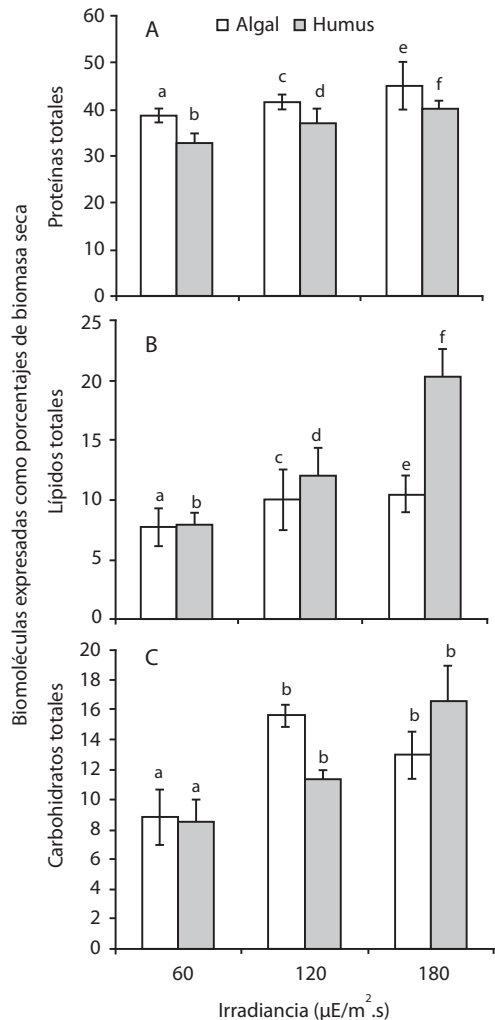 Biomoléculas expresadas como porcentajes de biomasa seca
A
Algal Humus
Proteínas totales
60
50
40
30
20
10
0
a
b
c
d
e
f
B
Lípidos totales
25
20
15
10
5
0
a
b
c
d
e
f
C
Carbohidratos totales
20
18
16
14
12
10
8
6
4
2
0
a
a
b
b
b
b
60 120 180
Irradiancia (µE/m².s)